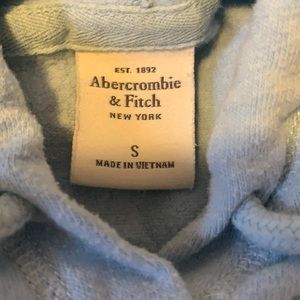 EST. 1892
Abercrombie
& Fitch
NEW YORK
S
MADE IN VIETNAM